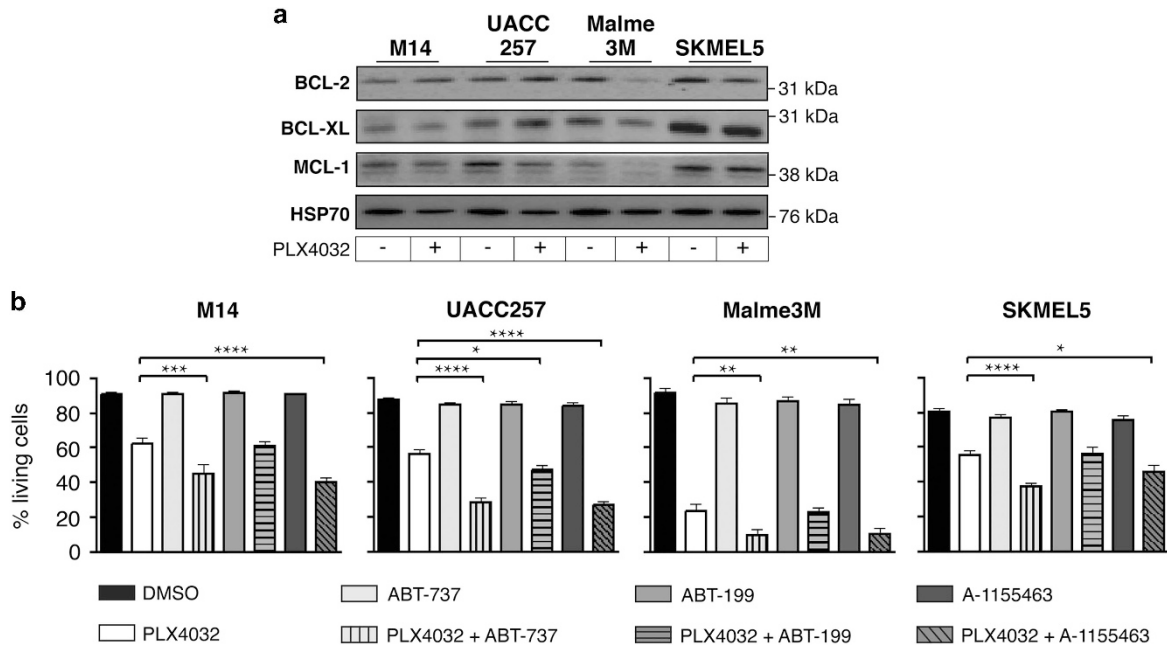 a
M14
UACC
257
Malme
3M
SKMEL5
BCL-2
31 kDa
31 kDa
BCL-XL
MCL-1
38 kDa
HSP70
76 kDa
PLX4032 - + - + - + - +
b
M14
UACC257
Malme3M
SKMEL5
% living cells
100
80
60
40
20
0
***
****
****
*
****
**
**
****
*
DMSO
ABT-737
ABT-199
A-1155463
PLX4032
PLX4032 + ABT-737
PLX4032 + ABT-199
PLX4032 + A-1155463